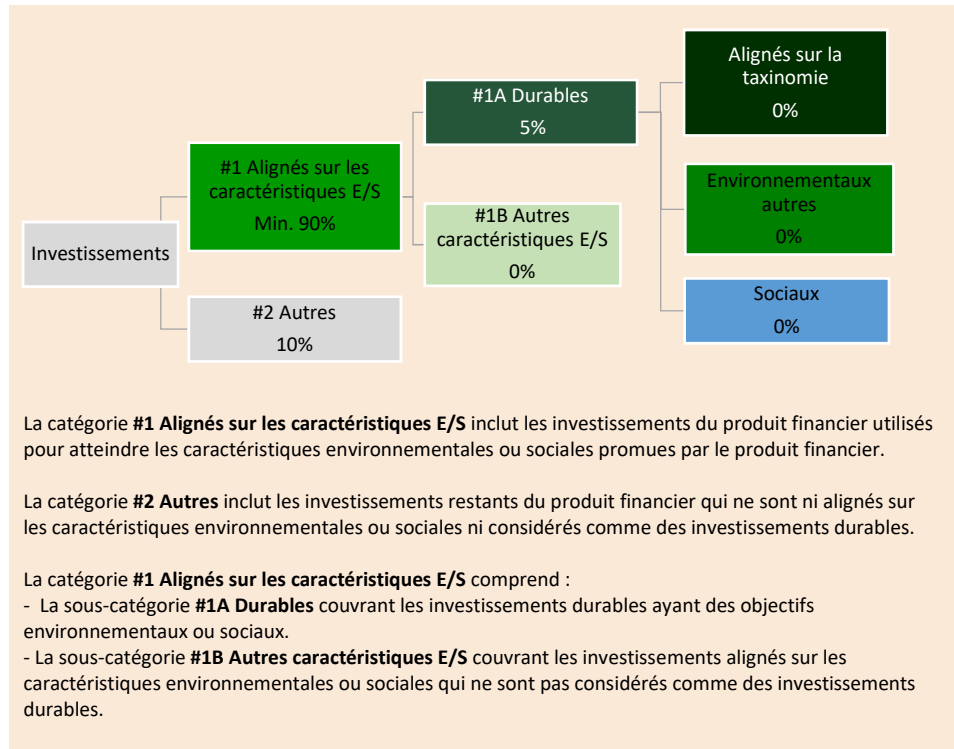 Investissements
#1 Alignés sur les
caractéristiques E/S
Min. 90%
#2 Autres
10%
#1A Durables
5%
#1B Autres
caractéristiques E/S
0%
Alignés sur la
taxinomie
0%
Environnementaux
autres
0%
Sociaux
0%
La catégorie #1 Alignés sur les caractéristiques E/S inclut les investissements du produit financier utilisés
pour atteindre les caractéristiques environnementales ou sociales promues par le produit financier.
La catégorie #2 Autres inclut les investissements restants du produit financier qui ne sont ni alignés sur
les caractéristiques environnementales ou sociales ni considérés comme des investissements durables.
La catégorie #1 Alignés sur les caractéristiques E/S comprend :
- La sous-catégorie #1A Durables couvrant les investissements durables ayant des objectifs
environnementaux ou sociaux.
- La sous-catégorie #1B Autres caractéristiques E/S couvrant les investissements alignés sur les
caractéristiques environnementales ou sociales qui ne sont pas considérés comme des investissements
durables.